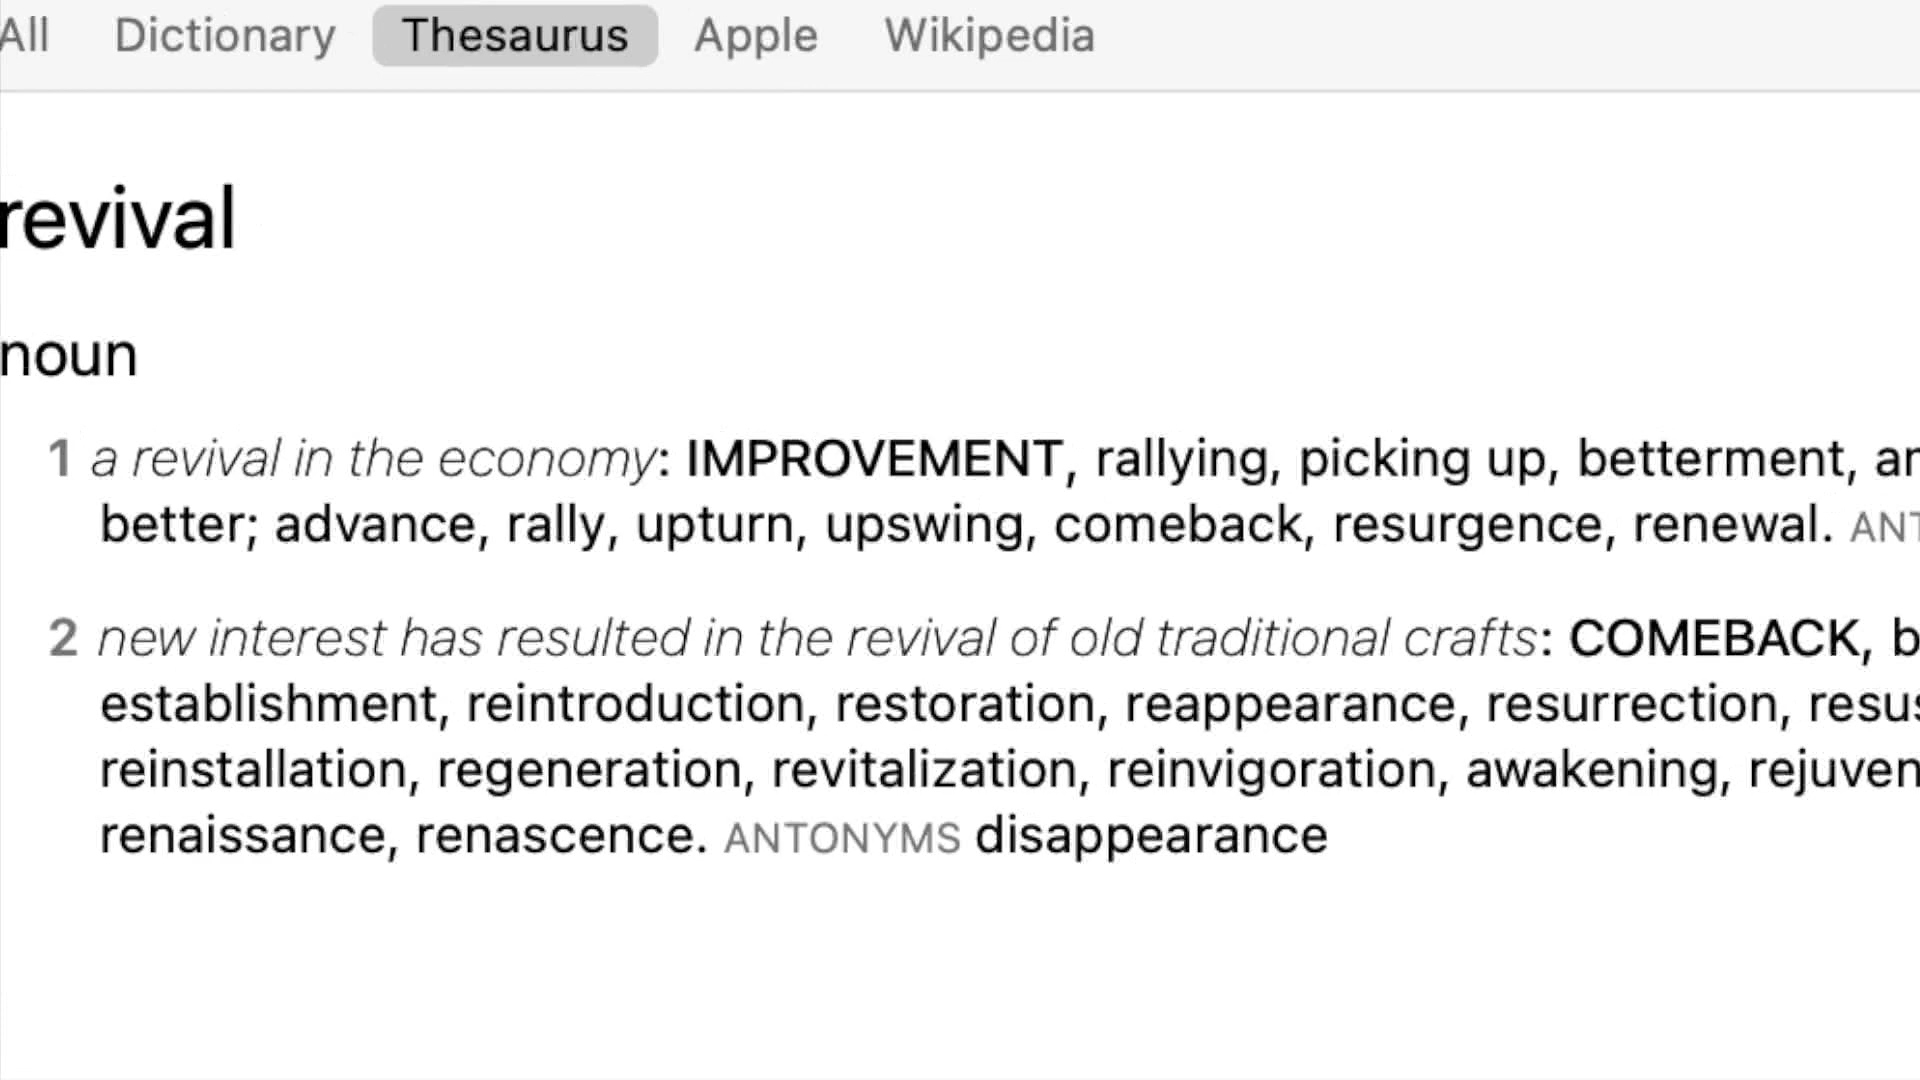 All Dictionary Thesaurus Apple Wikipedia
revival
noun
1 a revival in the economy: IMPROVEMENT, rallying, picking up, betterment,
better; advance, rally, upturn, upswing, comeback, resurgence, renewal.
2 new interest has resulted in the revival of old traditional crafts: COMEBACK,
establishment, reintroduction, restoration, reappearance, resurrection,
reinstallation, regeneration, revitalization, reinvigoration, awakening,
renaissance, renascence. ANTONYMS disappearance